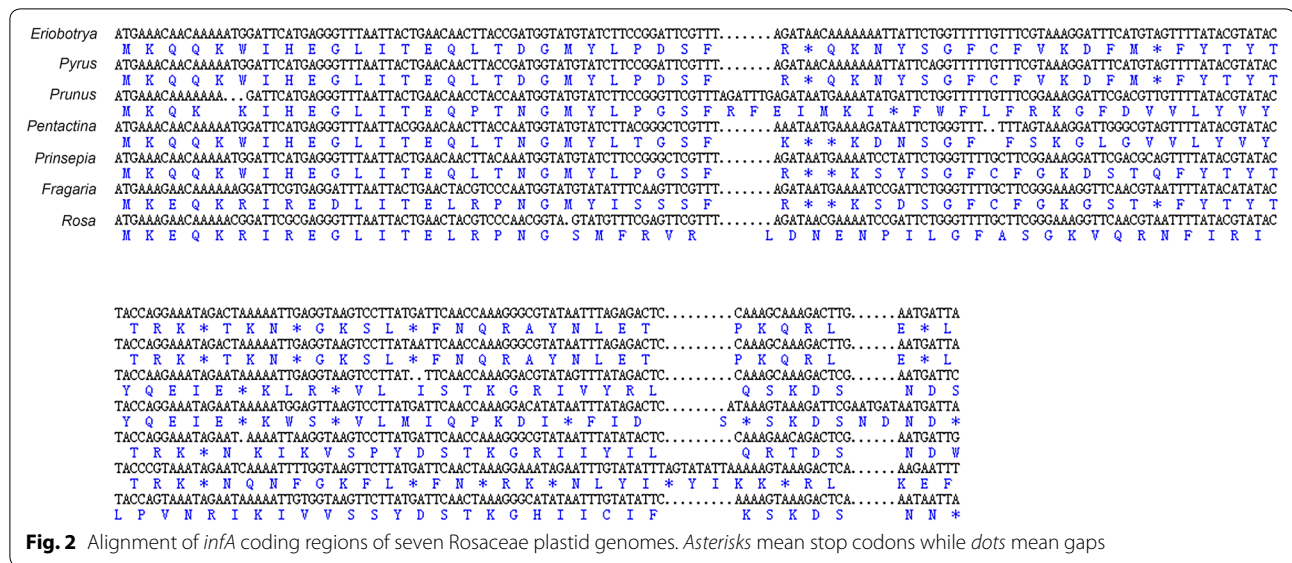 Eriobotrya ATGAAACAACAAAAATGGATTCATGAGGGTTTAATTACTGAACAACTTACCGATGGTATGTATCTTCCGGATTCGTTT.......AGATAACAAAAAAATTATTCTGGTTTTTGTTTCGTAAAGGATTTCATGTAGTTTTATACGTATAC
M K Q Q K W I H E G L I T E Q L T D G M Y L P D S F R * Q K N Y S G F C F V K D F M * F Y T Y T
Pyrus ATGAAACAACAAAAATGGATTCATGAGGGTTTAATTACTGAACAACTTACCGATGGTATGTATCTTCCGGATTCGTTT.......AGATAACAAAAAAATTATTCAGGTTTTTGTTTCGTAAAGGATTTCATGTAGTTTTATACGTATAC
M K Q Q K W I H E G L I T E Q L T D G M Y L P D S F R * Q K N Y S G F C F V K D F M * F Y T Y T
Prunus ATGAAACAAAAAAA...GATTCATGAGGGTTTAATTACTGAACAACCTACCAATGGTATGTATCTTCCGGGTTCGTTTAGATTTGAGATAATGAAAATATGATTCTGGTTTTTGTTTCGGAAAGGATTCGACGTTGTTTTATACGTATAC
M K Q K K I H E G L I T E Q P T N G M Y L P G S F R F E I M K I * F W F L F R K G F D V V L Y V Y
Pentactina ATGAAACAACAAAAATGGATTCATGAGGGTTTAATTACGGAACAACTTACCAATGGTATGTATCTTACGGGCTCGTTT.......AAATAATGAAAAGATAATTCTGGGTTT..TTTAGTAAAGGATTGGGCGTAGTTTTATACGTATAC
M K Q Q K W I H E G L I T E Q L T N G M Y L T G S F K * * K D N S G F F S K G L G V V L Y V Y
Prinsepia ATGAAACAACAAAAATGGATTCATGAGGGTTTAATTACTGAACAACTTACAAATGGTATGTATCTTCCGGGCTCGTTT.......AGATAATGAAAATCCTATTCTGGGTTTTGCTTCGGAAAGGATTCGACGCAGTTTTATACGTATAC
M K Q Q K W I H E G L I T E Q L T N G M Y L P G S F R * * K S Y S G F C F G K D S T Q F Y T Y T
Fragaria ATGAAAGAACAAAAAAGGATTCGTGAGGATTTAATTACTGAACTACGTCCCAATGGTATGTATATTTCAAGTTCGTTT.......AGATAATGAAAATCCGATTCTGGGTTTTGCTTCGGGAAAGGTTCAACGTAATTTTATACATATAC
M K E Q K R I R E D L I T E L R P N G M Y I S S S F R * * K S D S G F C F G K G S T * F Y T Y T
Rosa ATGAAAGAACAAAAACGGATTCGCGAGGGTTTAATTACTGAACTACGTCCCAACGGTA.GTATGTTTCGAGTTCGTTT.......AGATAACGAAAATCCGATTCTGGGTTTTGCTTCGGGAAAGGTTCAACGTAATTTTATACGTATAC
M K E Q K R I R E G L I T E L R P N G S M F R V R L D N E N P I L G F A S G K V Q R N F I R I
TACCAGGAAATAGACTAAAAATTGAGGTAAGTCCTTATGATTCAACCAAAGGGCGTATAATTTAGAGACTC.........CAAAGCAAAGACTTG......AATGATTA
T R K * T K N * G K S L * F N Q R A Y N L E T P K Q R L E * L
TACCAGGAAATAGACTAAAAATTGAGGTAAGTCCTTATAATTCAACCAAAGGGCGTATAATTTAGAGACTC.........CAAAGCAAAGACTTG......AATGATTA
T R K * T K N * G K S L * F N Q R A Y N L E T P K Q R L E * L
TACCAAGAAATAGAATAAAAATTGAGGTAAGTCCTTAT..TTCAACCAAAGGACGTATAGTTTATAGACTC.........CAAAGCAAAGACTCG......AATGATTC
Y Q E I E * K L R * V L I S T K G R I V Y R L Q S K D S N D S
TACCAGGAAATAGAATAAAAATGGAGTTAAGTCCTTATGATTCAACCAAAGGACATATAATTTATAGACTC........ATAAAGTAAAGATTCGAATGATAATGATTA
Y Q E I E * K W S * V L M I Q P K D I * F I D S * S K D S N D N D *
TACCAGGAAATAGAAT.AAAATTAAGGTAAGTCCTTATGATTCAACCAAAGGGCGTATAATTTATATACTC.........CAAAGAACAGACTCG......AATGATTG
T R K * N K I K V S P Y D S T K G R I I Y I L Q R T D S N D W
TACCCGTAAATAGAATCAAAATTTTGGTAAGTTCTTATGATTCAACTAAAGGAAATAGAATTTGTATATTTAGTATATTAAAAAGTAAAGACTCA......AAGAATTT
T R K * N Q N F G K F L * F N * R K * N L Y I * Y I K K * R L K E F
TACCAGTAAATAGAATAAAAATTGTGGTAAGTTCTTATGATTCAACTAAAGGGCATATAATTTGTATATTC.........AAAAGTAAAGACTCA......AATAATTA
L P V N R I K I V V S S Y D S T K G H I I C I F K S K D S N N *
Fig. 2 Alignment of infA coding regions of seven Rosaceae plastid genomes. Asterisks mean stop codons while dots mean gaps